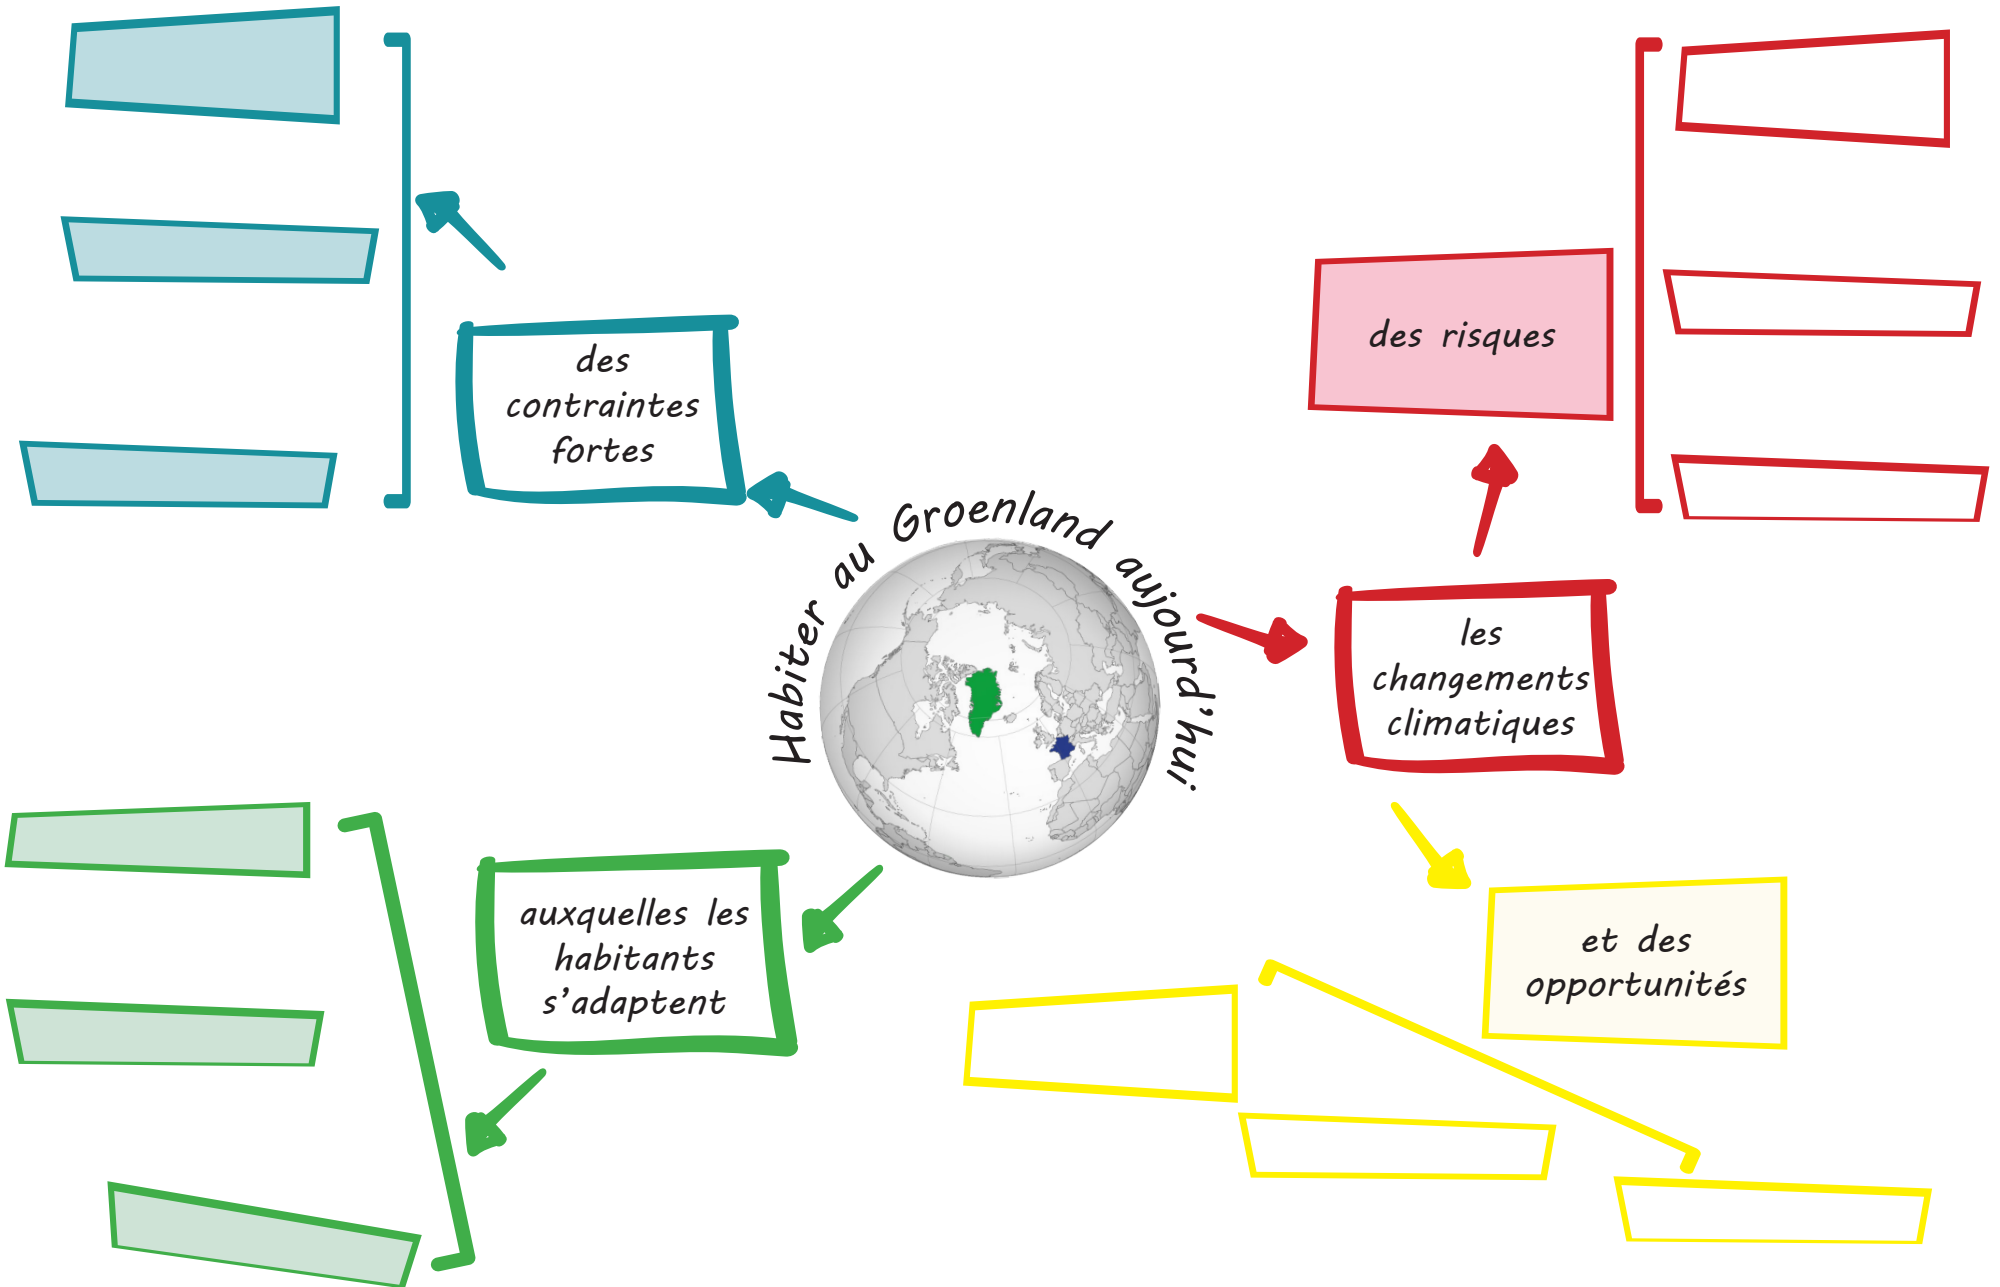 des
contraintes
fortes
des risques
Habiter au Groenland aujourd'hui
les
changements
climatiques
auxquelles les
habitants
s'adaptent
et des
opportunités